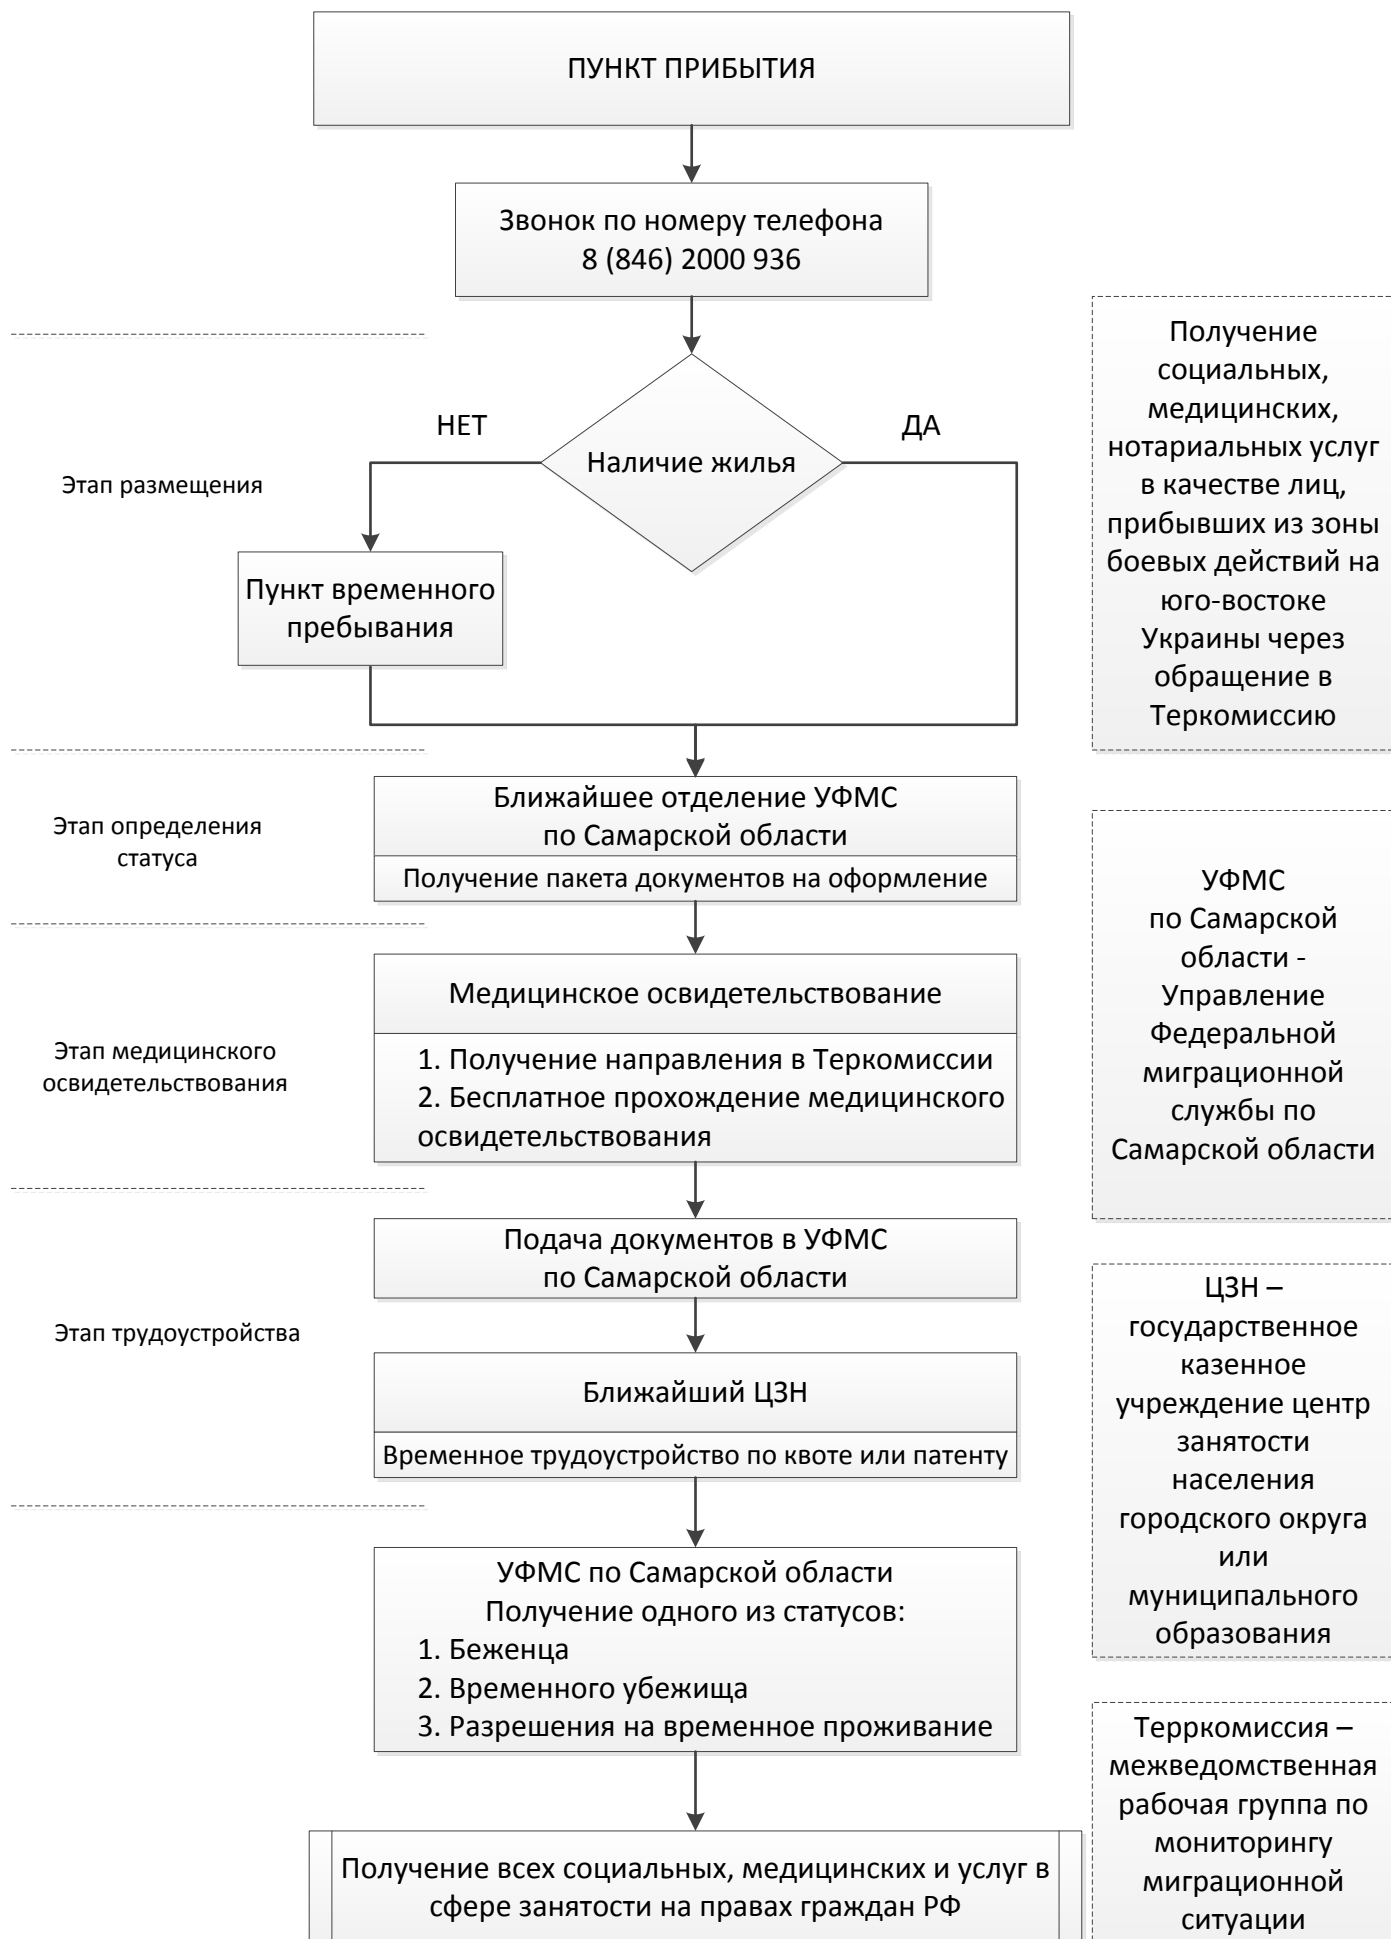 ПУНКТ ПРИБЫТИЯ
Звонок по номеру телефона
8 (846) 2000 936
НЕТ
ДА
Наличие жилья
Этап размещения
Пункт временного
пребывания
Получение
социальных,
медицинских,
нотариальных услуг
в качестве лиц,
прибывших из зоны
боевых действий на
юго-востоке
Украины через
обращение в
Теркомиссию
Этап определения
статуса
Ближайшее отделение УФМС
по Самарской области
Получение пакета документов на оформление
УФМС
по Самарской
области -
Управление
Федеральной
миграционной
службы по
Самарской области
Этап медицинского
освидетельствования
Медицинское освидетельствование
1. Получение направления в Теркомиссии
2. Бесплатное прохождение медицинского
освидетельствования
Этап трудоустройства
Подача документов в УФМС
по Самарской области
Ближайший ЦЗН
Временное трудоустройство по квоте или патенту
ЦЗН –
государственное
казенное
учреждение центр
занятости
населения
городского округа
или
муниципального
образования
УФМС по Самарской области
Получение одного из статусов:
1. Беженца
2. Временного убежища
3. Разрешения на временное проживание
Терркомиссия –
межведомственная
рабочая группа по
мониторингу
миграционной
ситуации
Получение всех социальных, медицинских и услуг в
сфере занятости на правах граждан РФ